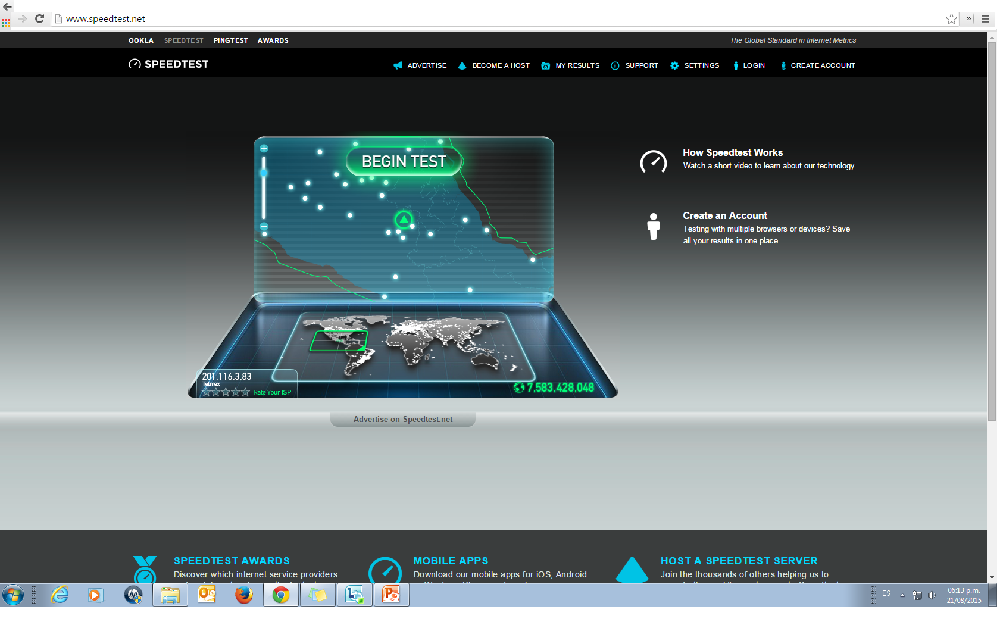 www.speedtest.net
OOKLA SPEEDTEST PINGTEST AWARDS
The Global Standard in Internet Metrics
SPEEDTEST
ADVERTISE BECOME A HOST MY RESULTS SUPPORT SETTINGS LOGIN CREATE ACCOUNT
BEGIN TEST
How Speedtest Works
Watch a short video to learn about our technology
Create an Account
Testing with multiple browsers or devices? Save
all your results in one place
201.116.3.83
Telmex
Rate Your ISP
7,583,428,048
Advertise on Speedtest.net
SPEEDTEST AWARDS
Discover which internet service providers
MOBILE APPS
Download our mobile apps for iOS, Android
HOST A SPEEDTEST SERVER
Join the thousands of others helping us to
ES
06:13 p.m.
21/08/2015